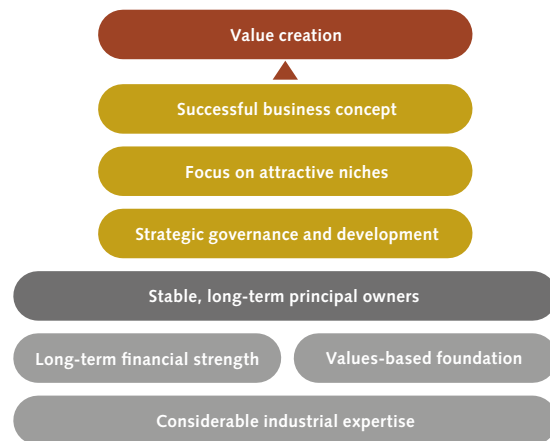 Value creation
Successful business concept
Focus on attractive niches
Strategic governance and development
Stable, long-term principal owners
Long-term financial strength
Values-based foundation
Considerable industrial expertise